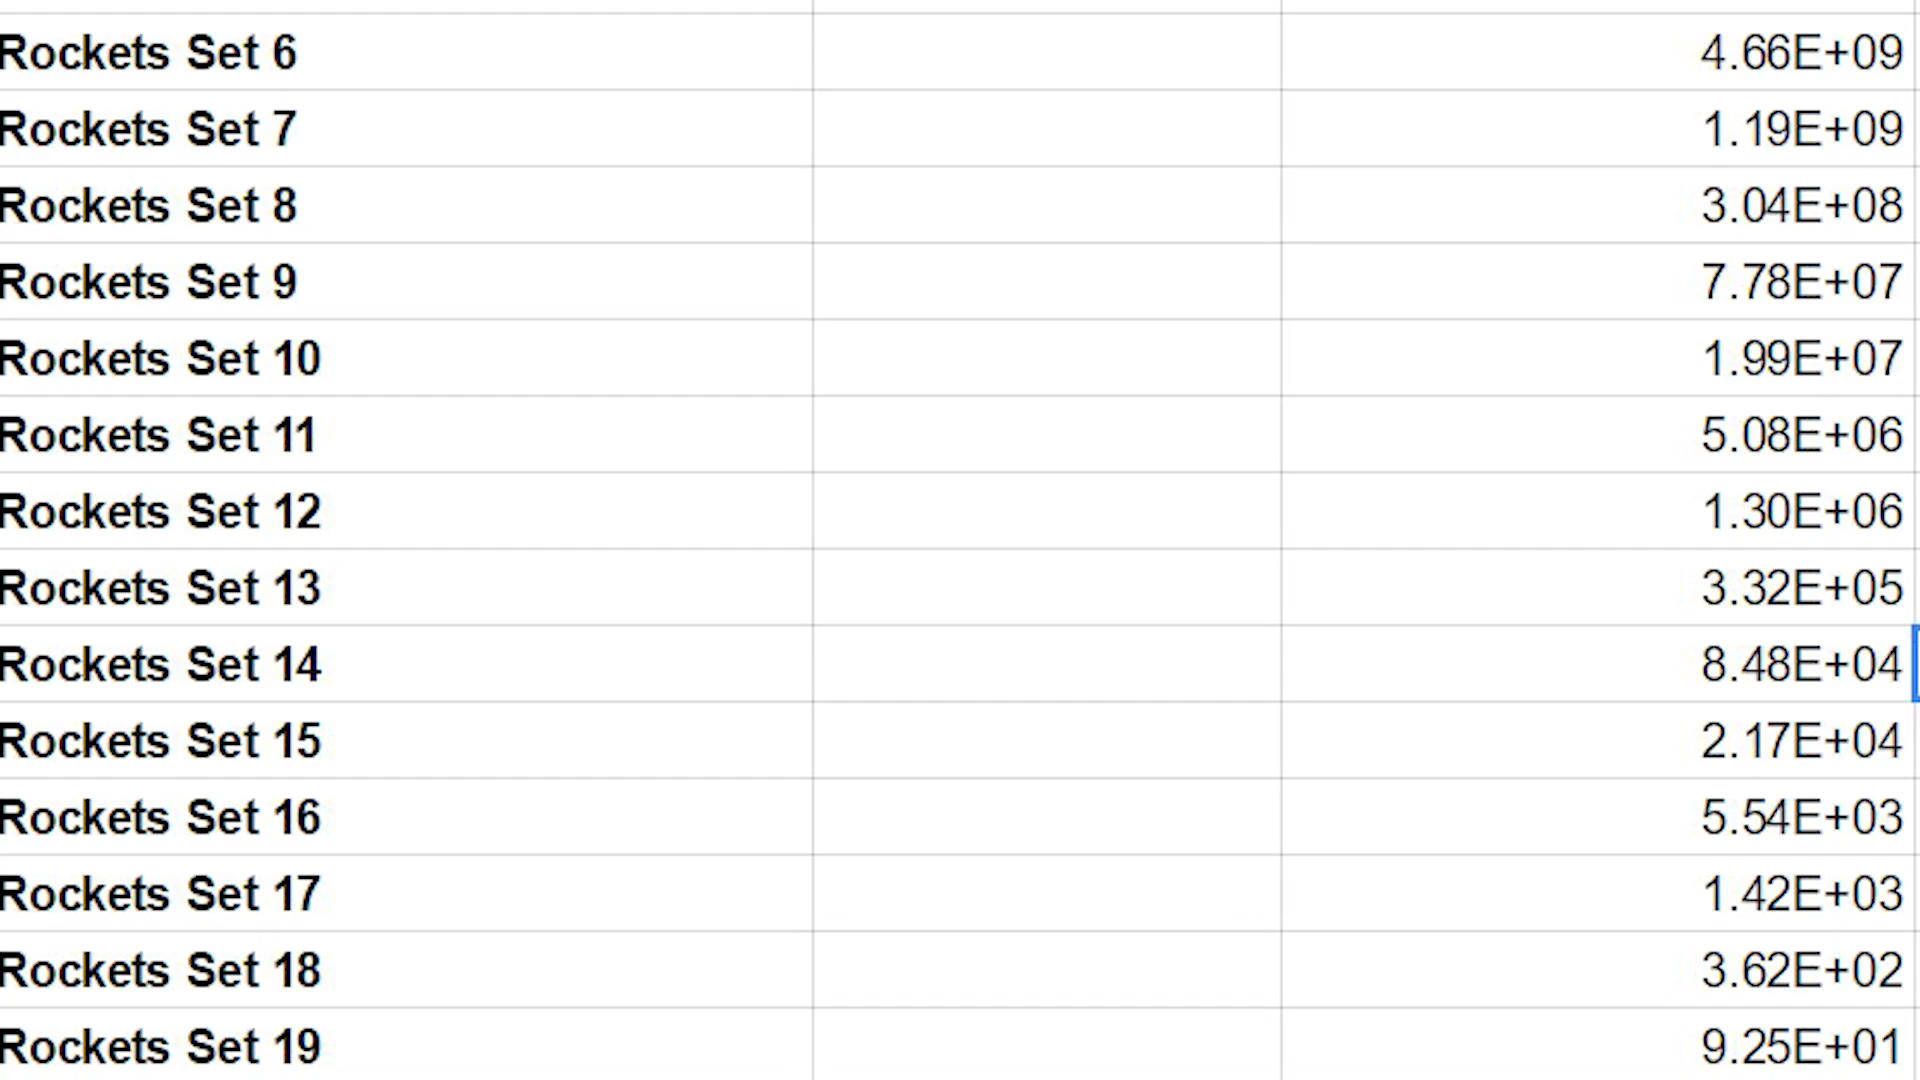 Rockets Set 6 4.66E+09
Rockets Set 7 1.19E+09
Rockets Set 8 3.04E+08
Rockets Set 9 7.78E+07
Rockets Set 10 1.99E+07
Rockets Set 11 5.08E+06
Rockets Set 12 1.30E+06
Rockets Set 13 3.32E+05
Rockets Set 14 8.48E+04
Rockets Set 15 2.17E+04
Rockets Set 16 5.54E+03
Rockets Set 17 1.42E+03
Rockets Set 18 3.62E+02
Rockets Set 19 9.25E+01